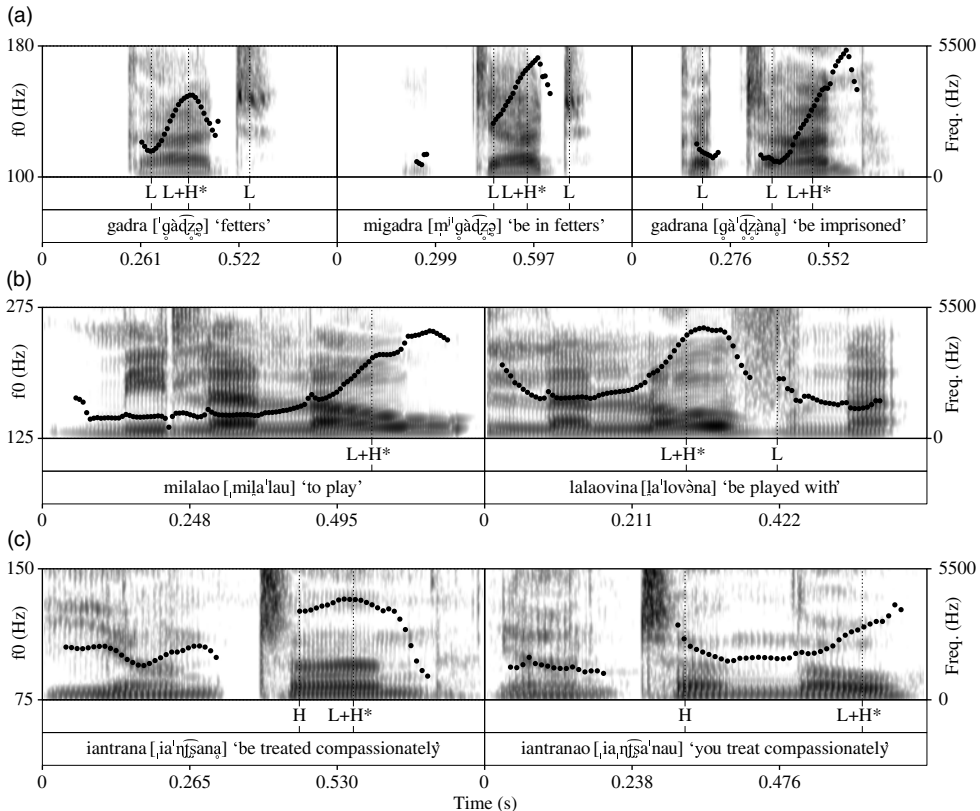 (a)
180
5500
f0 (Hz)
Freq. (Hz)
100
0
L L+H* L L L+H* L L L L+H*
gadra [ˈɡ̊àd͡ʐ̥ə̥] ‘fetters’ migadra [m̩ʲˈɡ̊àd͡ʐ̥ə̥] ‘be in fetters’ gadrana [ɡ̊àˈd͡ʐ̥ànḁ] ‘be imprisoned’
0 0.261 0.522 0 0.299 0.597 0 0.276 0.552
(b)
275
5500
f0 (Hz)
Freq. (Hz)
125
0
L+H* L+H* L
milalao [ˌmil̪aˈlau] ‘to play’ lalaovina [l̪aˈlovə̀na] ‘be played with’
0 0.248 0.495 0 0.211 0.422
(c)
150
5500
f0 (Hz)
Freq. (Hz)
75
0
H L+H* H L+H*
iantrana [ˌiaˈnʈ͡ʂanḁ] ‘be treated compassionately’ iantranao [ˌiaˌnʈ͡ʂaˈnau] ‘you treat compassionately’
0 0.265 0.530 0 0.238 0.476
Time (s)